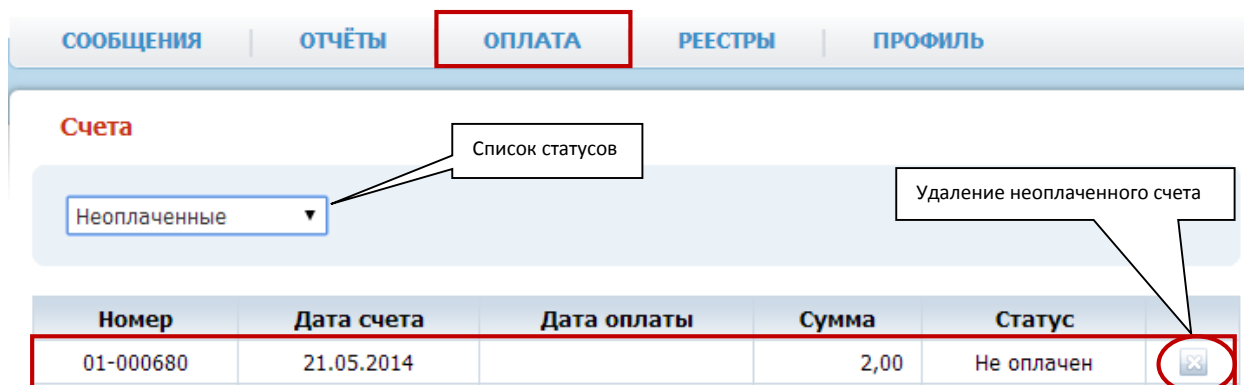 СООБЩЕНИЯ ОТЧЁТЫ ОПЛАТА РЕЕСТРЫ ПРОФИЛЬ
Счета
Список статусов
Удаление неоплаченного счета
Неоплаченные
Номер Дата счета Дата оплаты Сумма Статус
01-000680 21.05.2014 2,00 Не оплачен